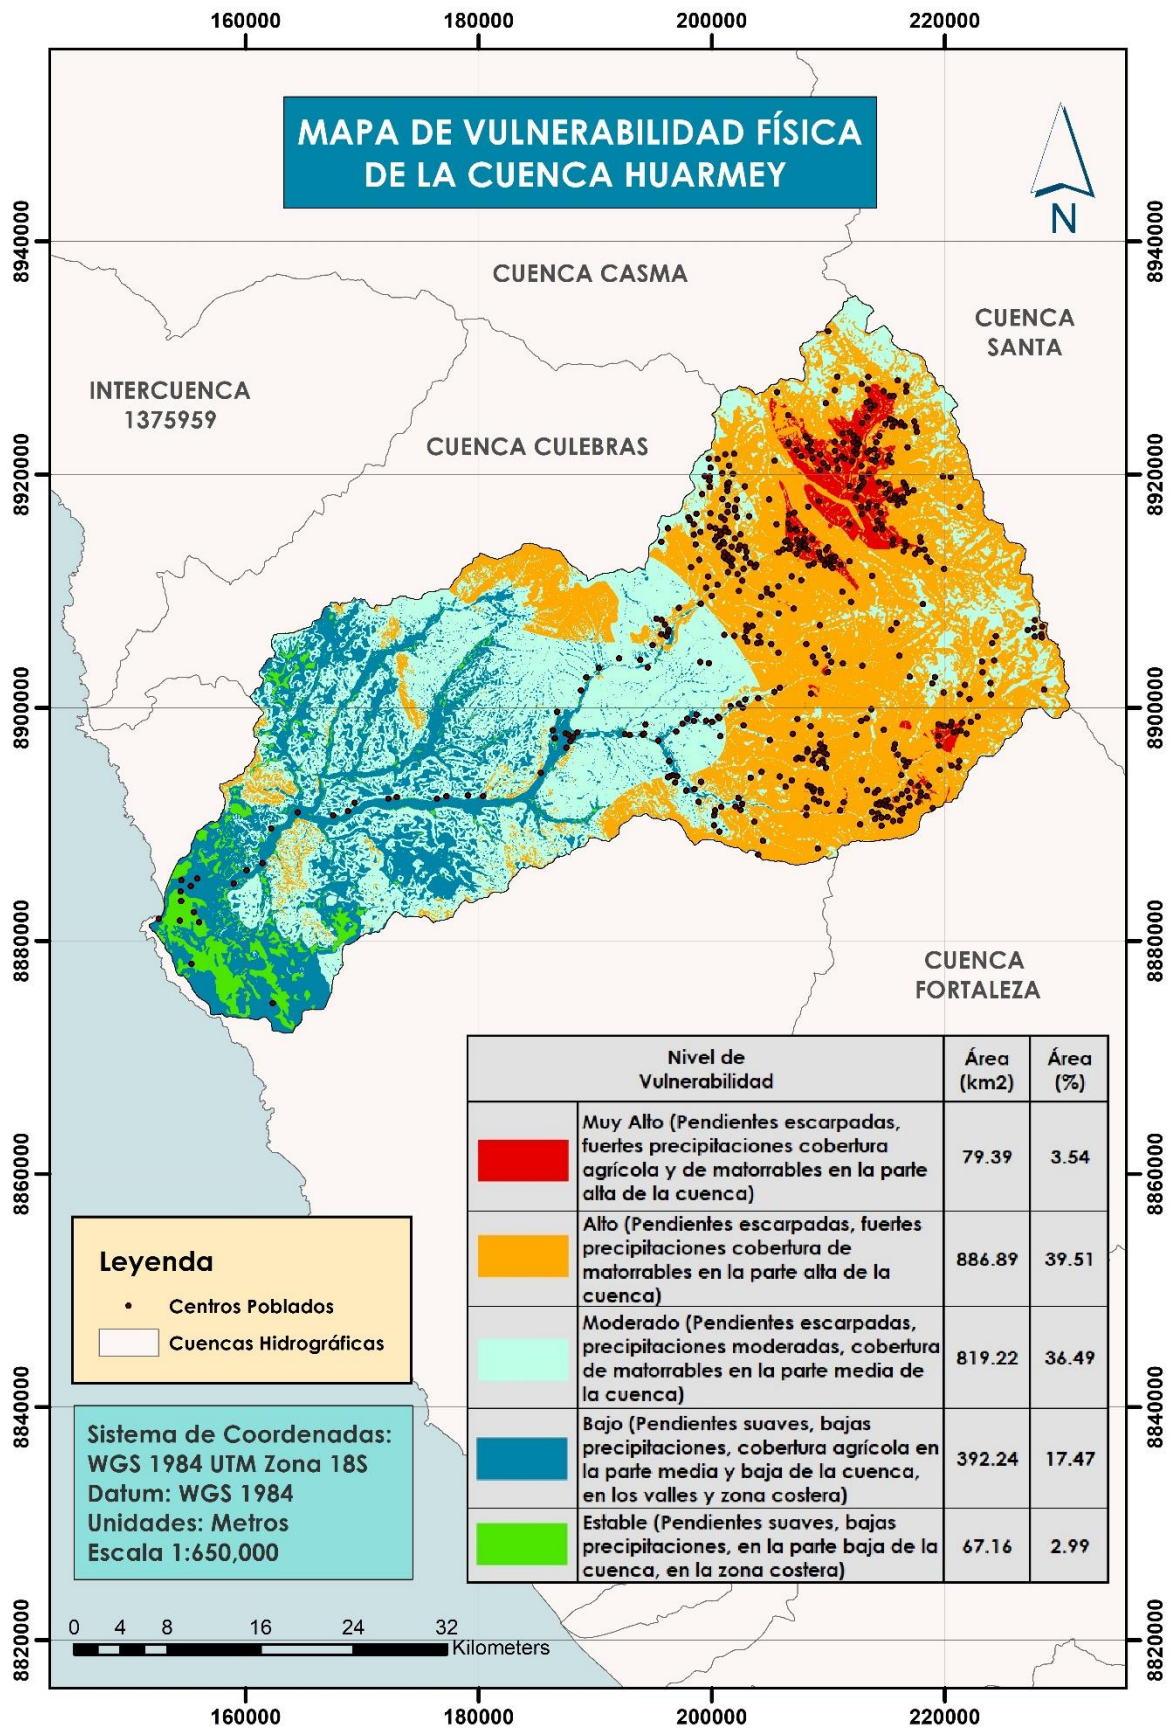 160000
180000
200000
220000
MAPA DE VULNERABILIDAD FÍSICA
DE LA CUENCA HUARMEY
N
8940000
8940000
CUENCA CASMA
CUENCA
SANTA
INTERCUENCA
1375959
CUENCA CULEBRAS
8920000
8920000
8900000
8900000
8880000
8880000
CUENCA
FORTALEZA
Nivel de
Vulnerabilidad
Área
(km2)
Área
(%)
Muy Alto (Pendientes escarpadas,
fuertes precipitaciones cobertura
agrícola y de matorrables en la parte
alta de la cuenca)
79.39
3.54
8860000
8860000
Alto (Pendientes escarpadas, fuertes
precipitaciones cobertura de
matorrables en la parte alta de la
cuenca)
886.89
39.51
Leyenda
Centros Poblados
Cuencas Hidrográficas
Moderado (Pendientes escarpadas,
precipitaciones moderadas, cobertura
de matorrables en la parte media de
la cuenca)
819.22
36.49
8840000
8840000
Sistema de Coordenadas:
WGS 1984 UTM Zona 18S
Datum: WGS 1984
Unidades: Metros
Escala 1:650,000
Bajo (Pendientes suaves, bajas
precipitaciones, cobertura agrícola en
la parte media y baja de la cuenca,
en los valles y zona costera)
392.24
17.47
Estable (Pendientes suaves, bajas
precipitaciones, en la parte baja de la
cuenca, en la zona costera)
67.16
2.99
8820000
8820000
0 4 8 16 24 32
Kilometers
160000
180000
200000
220000